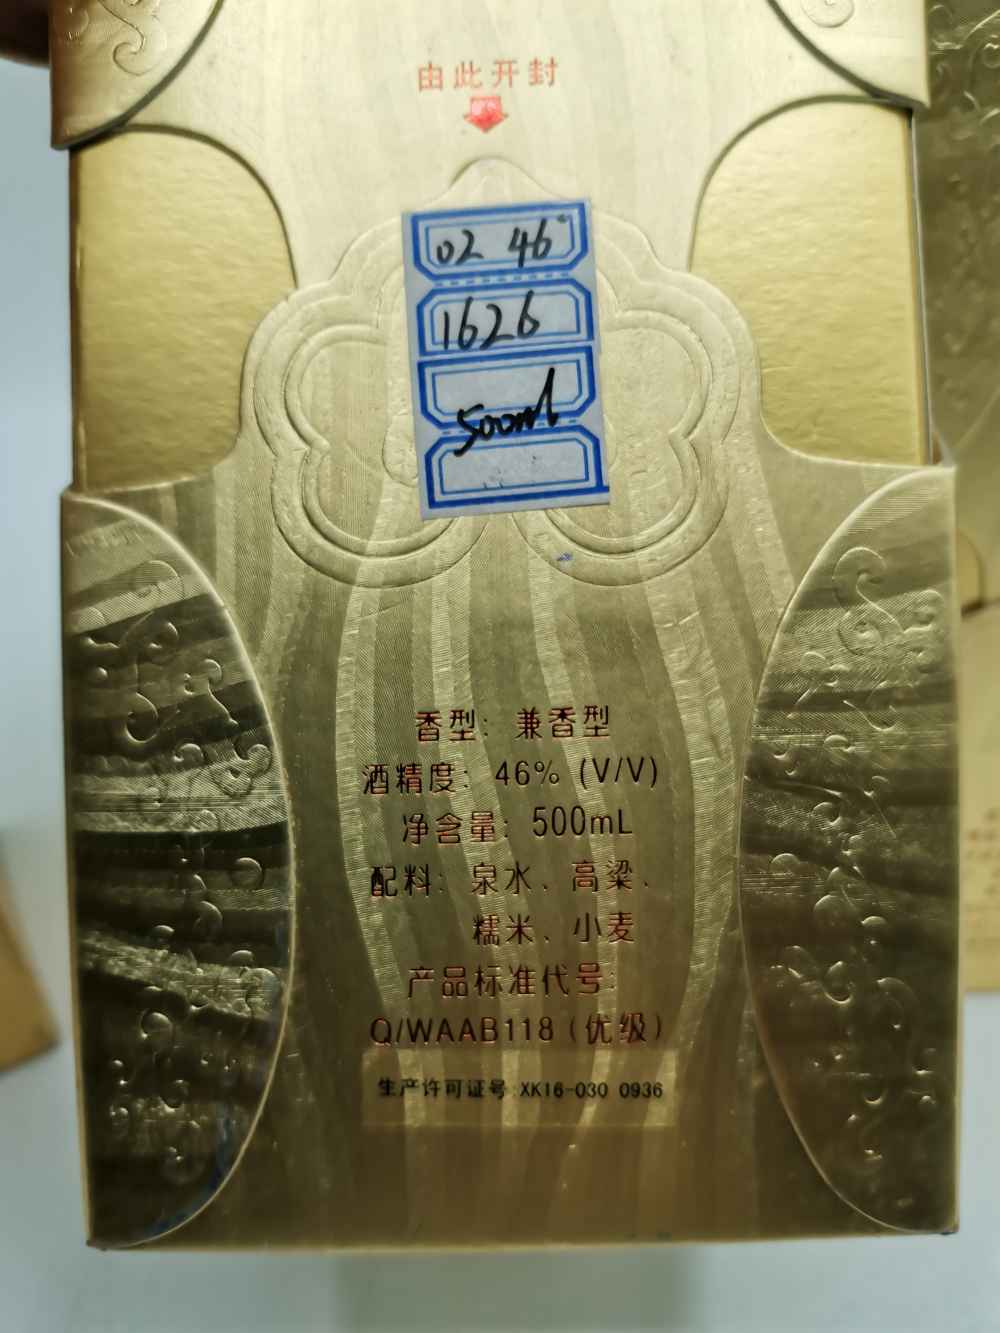 由此开封
02 46°
1626
500ml
香型: 兼香型
酒精度: 46% (V/V)
净含量: 500mL
配料: 泉水、高粱、
糯米、小麦
产品标准代号:
Q/WAAB118 (优级)
生产许可证号 XK16-030 0936